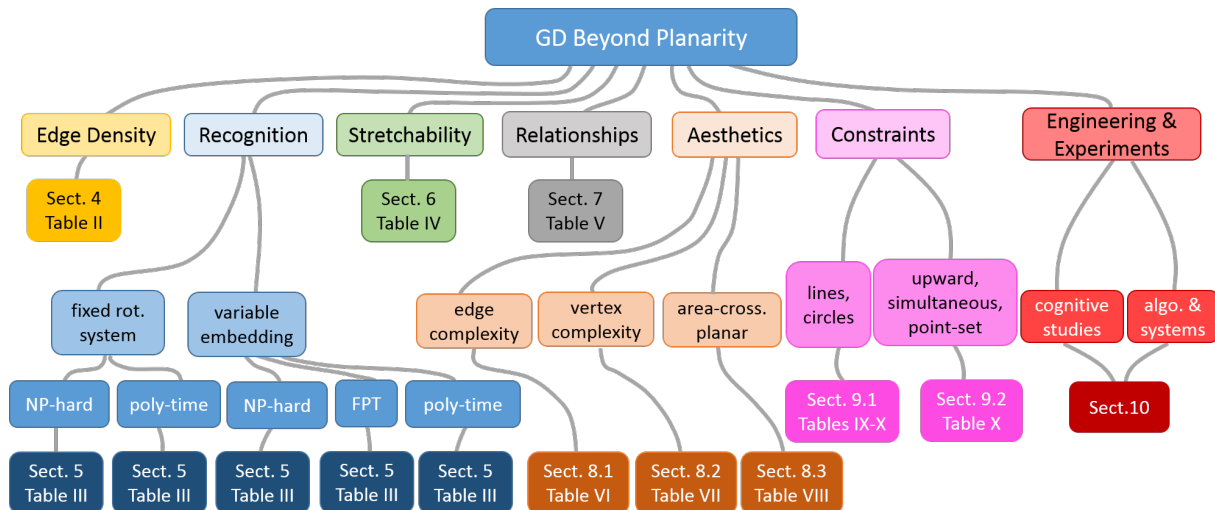 GD Beyond Planarity
Edge Density
Recognition
Stretchability
Relationships
Aesthetics
Constraints
Engineering &
Experiments
Sect. 4
Table II
Sect. 6
Table IV
Sect. 7
Table V
fixed rot.
system
variable
embedding
edge
complexity
vertex
complexity
area-cross.
planar
lines,
circles
upward,
simultaneous,
point-set
cognitive
studies
algo. &
systems
NP-hard
poly-time
NP-hard
FPT
poly-time
Sect. 9.1
Tables IX-X
Sect. 9.2
Table X
Sect.10
Sect. 5
Table III
Sect. 5
Table III
Sect. 5
Table III
Sect. 5
Table III
Sect. 5
Table III
Sect. 8.1
Table VI
Sect. 8.2
Table VII
Sect. 8.3
Table VIII